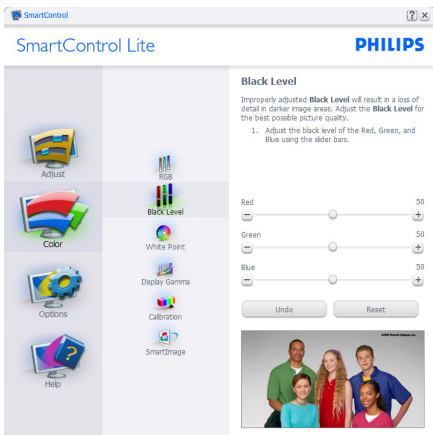 SmartControl
SmartControl Lite
PHILIPS
Adjust
Color
Options
Help
RGB
Black Level
White Point
Display Gamma
Calibration
SmartImage
Black Level
Improperly adjusted Black Level will result in a loss of
detail in darker image areas. Adjust the Black Level for
the best possible picture quality.
1. Adjust the black level of the Red, Green, and
Blue using the slider bars.
Red 50
Green 50
Blue 50
Undo Reset